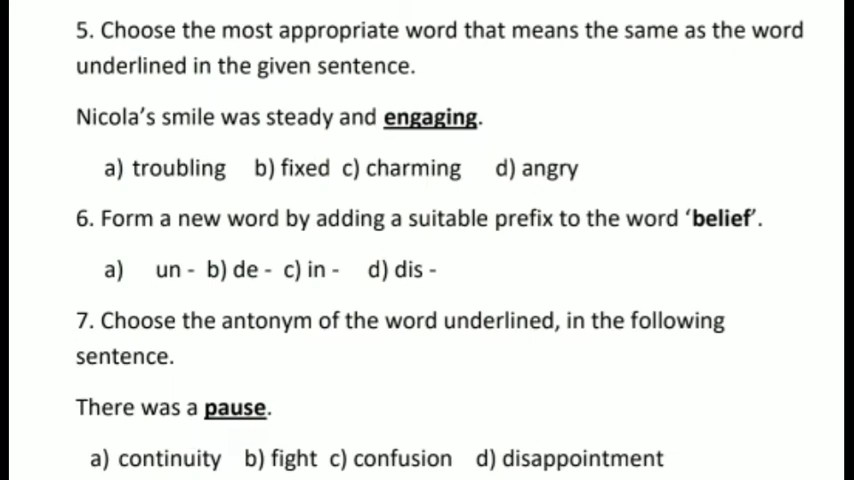 5. Choose the most appropriate word that means the same as the word
underlined in the given sentence.
Nicola’s smile was steady and engaging.
a) troubling b) fixed c) charming d) angry
6. Form a new word by adding a suitable prefix to the word ‘belief’.
a) un - b) de - c) in - d) dis -
7. Choose the antonym of the word underlined, in the following
sentence.
There was a pause.
a) continuity b) fight c) confusion d) disappointment